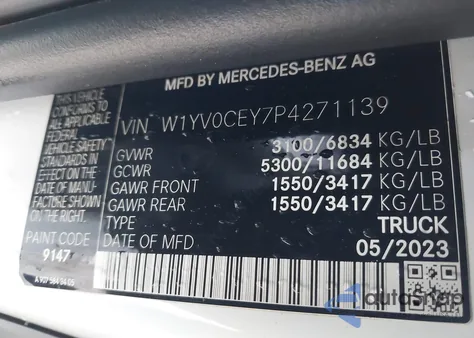 MFD BY MERCEDES-BENZ AG
THIS VEHICLE
CONFORMS TO
ALL APPLICABLE
FEDERAL MOTOR
VEHICLE SAFETY
STANDARDS IN
EFFECT ON THE
DATE OF MANU-
FACTURE SHOWN
ON THE RIGHT.
PAINT CODE
9147
VIN W1YV0CEY7P4271139
GVWR 3100/6834 KG/LB
GCWR 5300/11684 KG/LB
GAWR FRONT 1550/3417 KG/LB
GAWR REAR 1550/3417 KG/LB
TYPE TRUCK
DATE OF MFD 05/2023